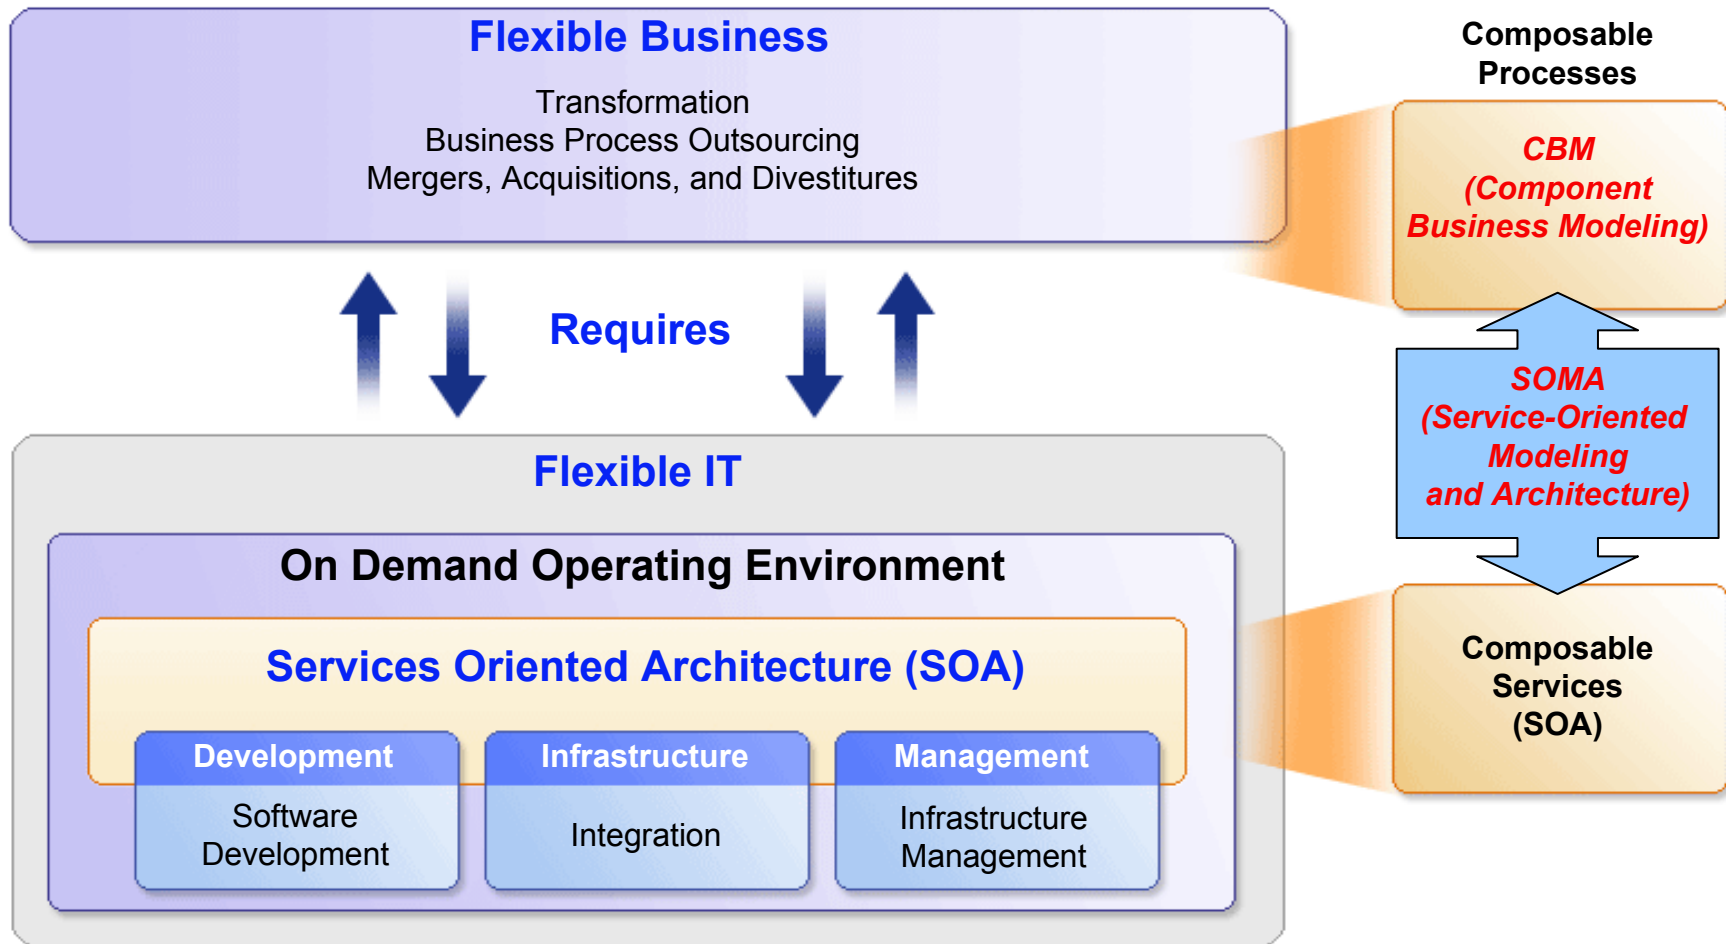 Flexible Business
Transformation
Business Process Outsourcing
Mergers, Acquisitions, and Divestitures
Composable
Processes
CBM
(Component
Business Modeling)
Requires
SOMA
(Service-Oriented
Modeling
and Architecture)
Flexible IT
On Demand Operating Environment
Services Oriented Architecture (SOA)
Development
Software
Development
Infrastructure
Integration
Management
Infrastructure
Management
Composable
Services
(SOA)